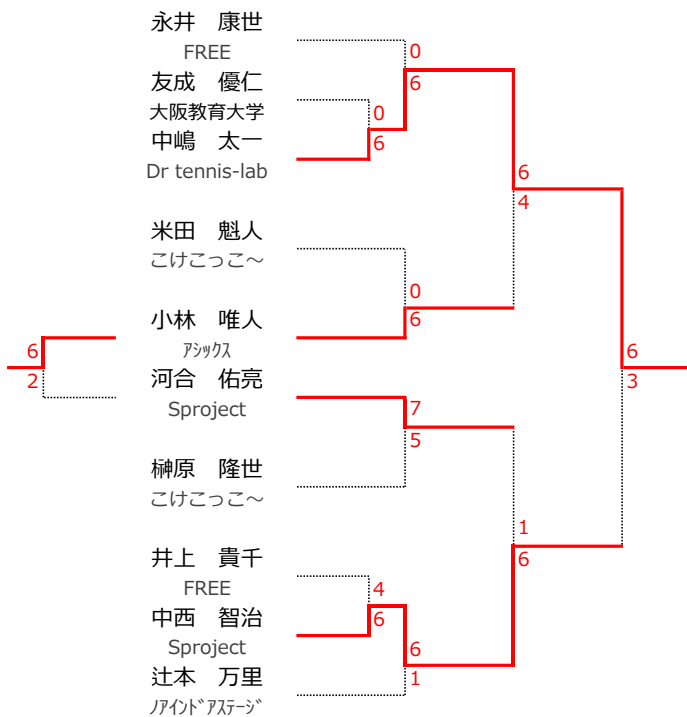 永井　康世
FREE
0
6
友成　優仁
大阪教育大学
0
6
中嶋　太一
Dr tennis-lab
6
4
米田　魁人
こけこっこ～
0
6
小林　唯人
ｱｼｯｸｽ
6
2
6
3
河合　佑亮
Sproject
7
5
榊原　隆世
こけこっこ～
1
6
井上　貴千
FREE
4
6
中西　智治
Sproject
6
1
辻本　万里
ﾉｱｲﾝﾄﾞｱｽﾃｰｼﾞ